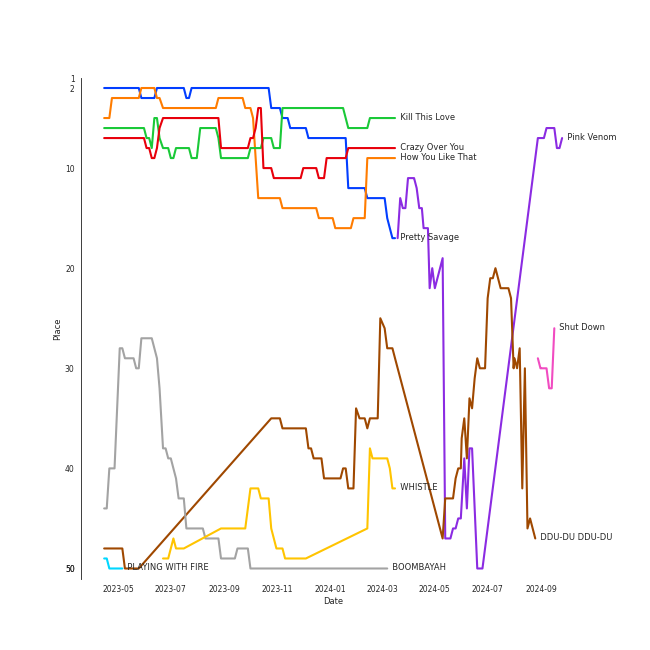 1
2
Kill This Love
Pink Venom
Crazy Over You
How You Like That
10
Pretty Savage
20
Shut Down
Place
30
40
WHISTLE
DDU-DU DDU-DU
50
PLAYING WITH FIRE
BOOMBAYAH
2023-05
2023-07
2023-09
2023-11
2024-01
2024-03
2024-05
2024-07
2024-09
Date